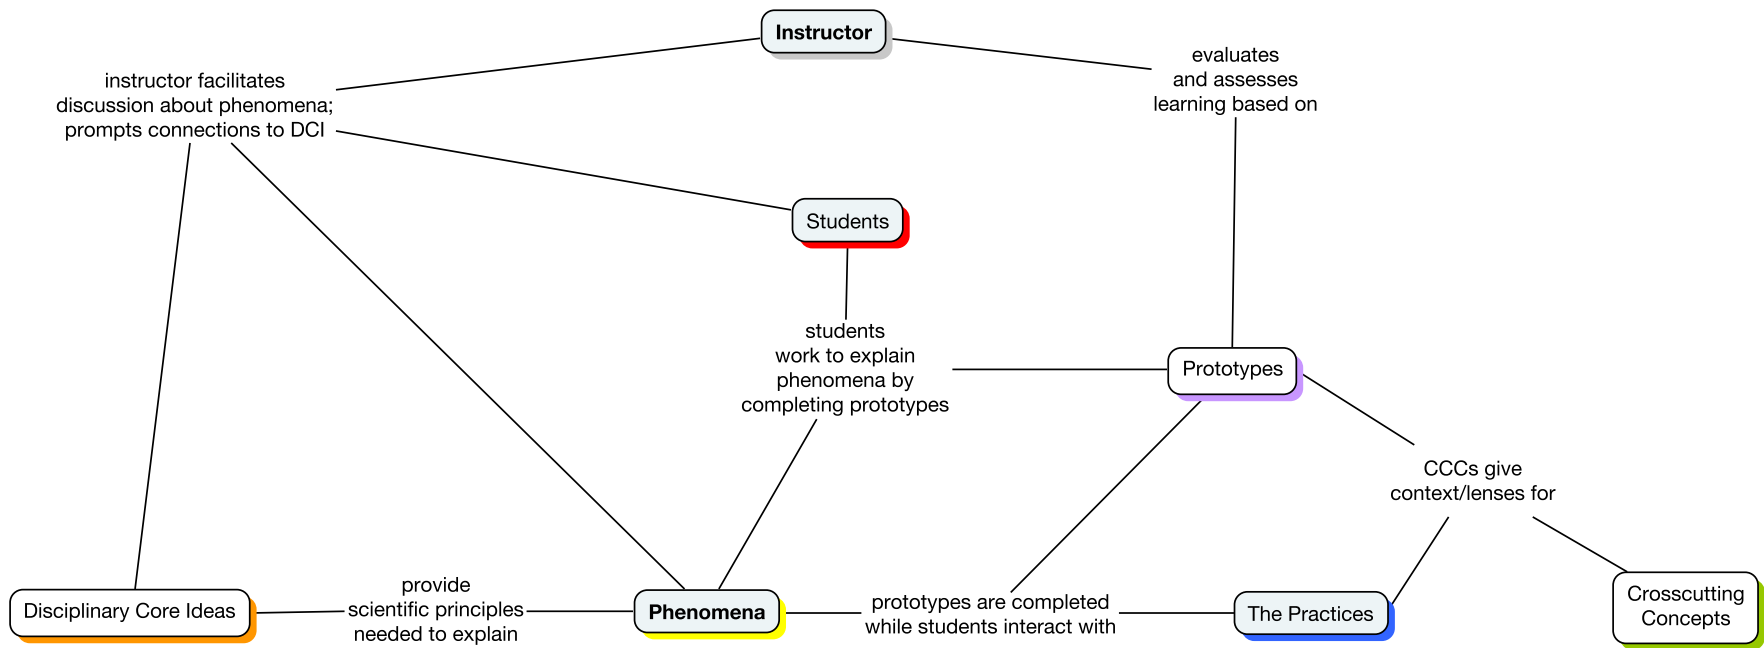 Instructor
evaluates
and assesses
learning based on
instructor facilitates
discussion about phenomena;
prompts connections to DCI
Students
students
work to explain
phenomena by
completing prototypes
Prototypes
CCCs give
context/lenses for
Disciplinary Core Ideas
provide
scientific principles
needed to explain
Phenomena
prototypes are completed
while students interact with
The Practices
Crosscutting
Concepts